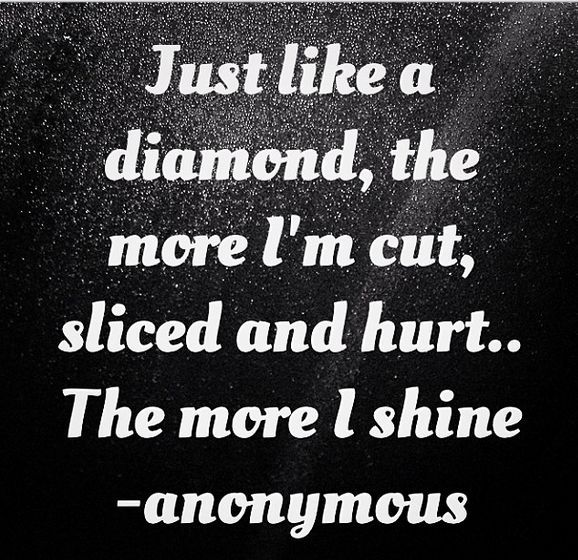 Just like a
diamond, the
more I'm cut,
sliced and hurt..
The more I shine
-anonymous